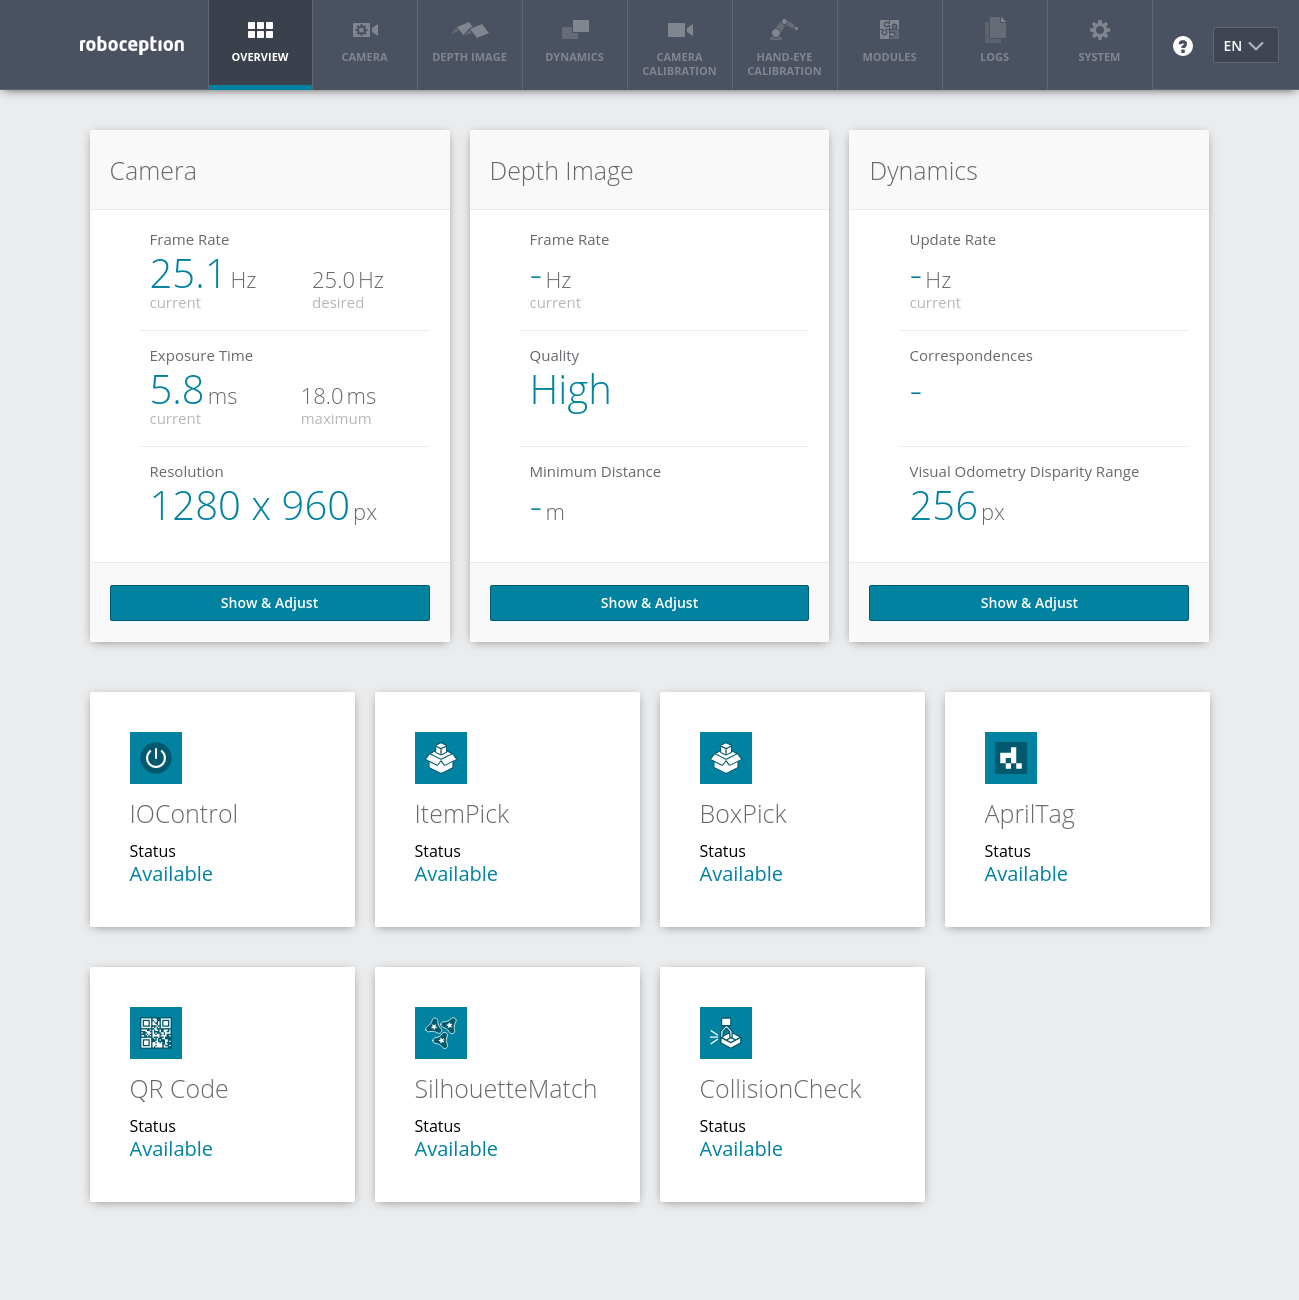 roboception
OVERVIEW
CAMERA
DEPTH IMAGE
DYNAMICS
CAMERA
CALIBRATION
HAND-EYE
CALIBRATION
MODULES
LOGS
SYSTEM
?
EN
Camera
Frame Rate
25.1 Hz 25.0 Hz
current desired
Exposure Time
5.8 ms 18.0 ms
current maximum
Resolution
1280 x 960 px
Show & Adjust
Depth Image
Frame Rate
- Hz
current
Quality
High
Minimum Distance
- m
Show & Adjust
Dynamics
Update Rate
- Hz
current
Correspondences
-
Visual Odometry Disparity Range
256 px
Show & Adjust
IOControl
Status
Available
ItemPick
Status
Available
BoxPick
Status
Available
AprilTag
Status
Available
QR Code
Status
Available
SilhouetteMatch
Status
Available
CollisionCheck
Status
Available